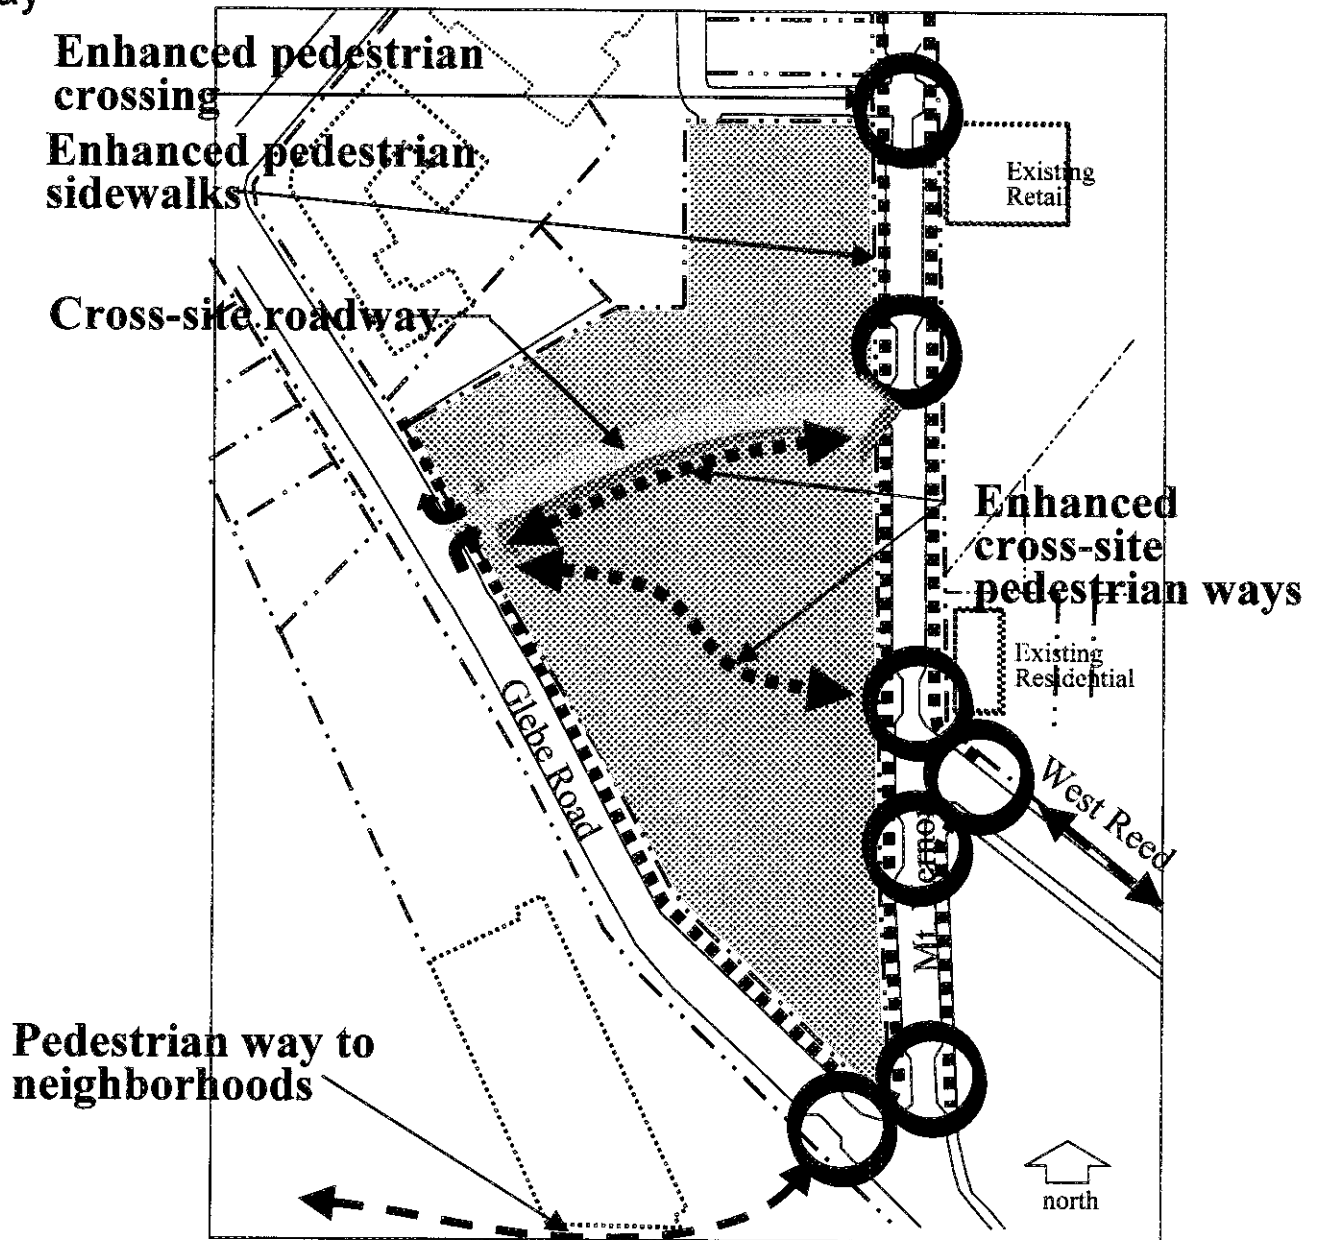 Enhanced pedestrian
crossing
Enhanced pedestrian
sidewalks
Existing
Retail
Cross-site roadway
Enhanced
cross-site
pedestrian ways
Existing
Residential
Glebe Road
West Reed
Mt
Pedestrian way to
neighborhoods
north